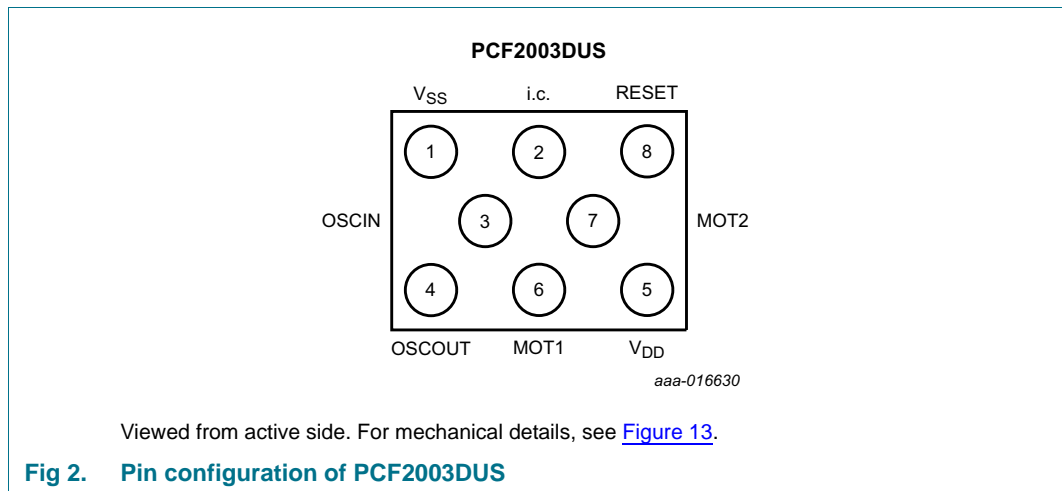 PCF2003DUS
VSS i.c. RESET
1 2 8
OSCIN 3 7 MOT2
4 6 5
OSCOUT MOT1 VDD
aaa-016630
Viewed from active side. For mechanical details, see Figure 13.
Fig 2. Pin configuration of PCF2003DUS